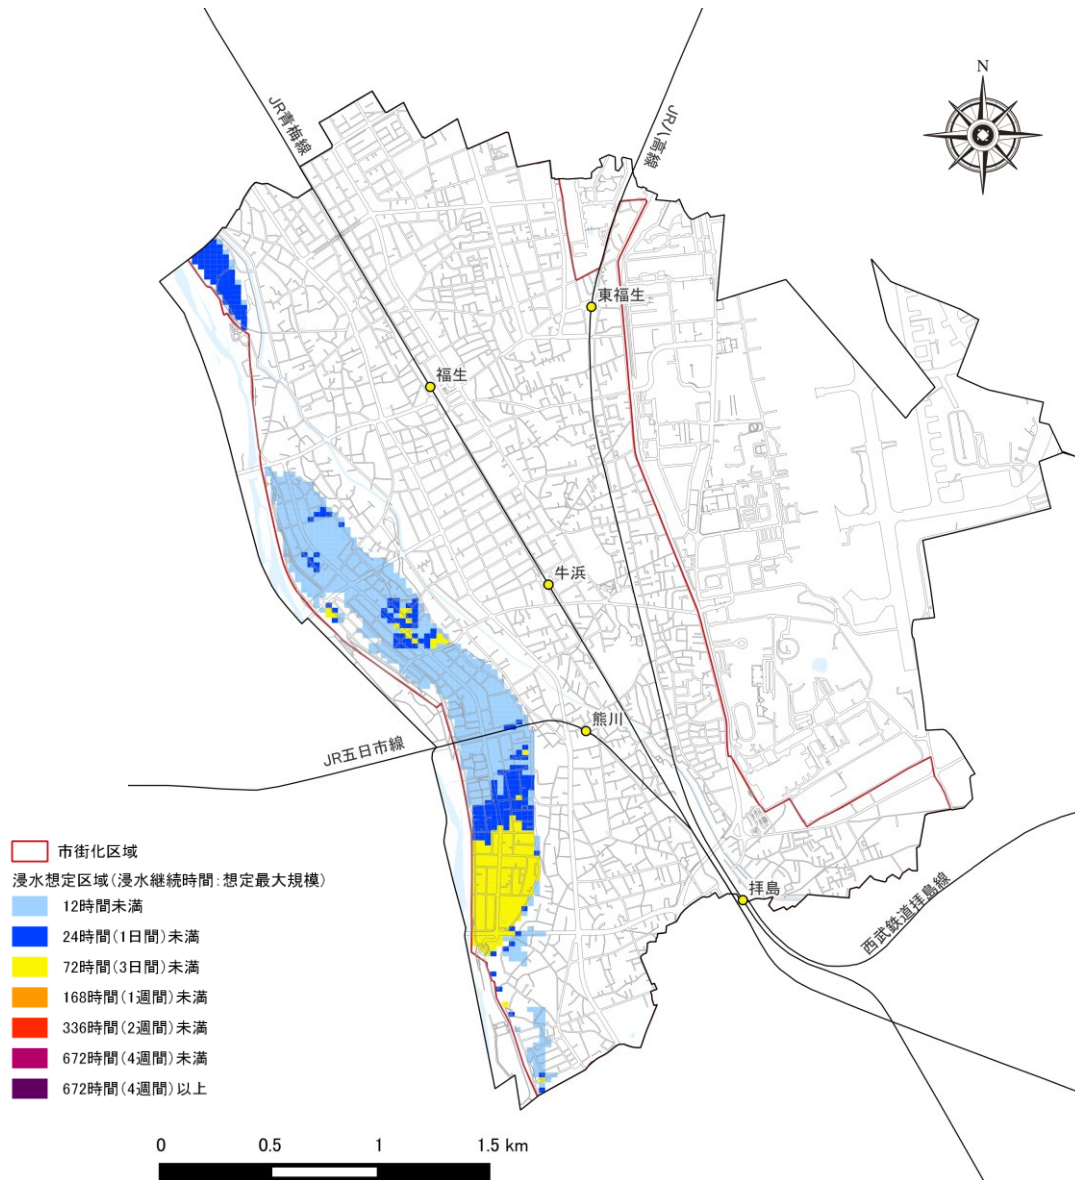 N
JR青梅線
JR八高線
東福生
福生
牛浜
熊川
JR五日市線
拝島
西武鉄道拝島線
市街化区域
浸水想定区域(浸水継続時間:想定最大規模)
12時間未満
24時間(1日間)未満
72時間(3日間)未満
168時間(1週間)未満
336時間(2週間)未満
672時間(4週間)未満
672時間(4週間)以上
0 0.5 1 1.5 km